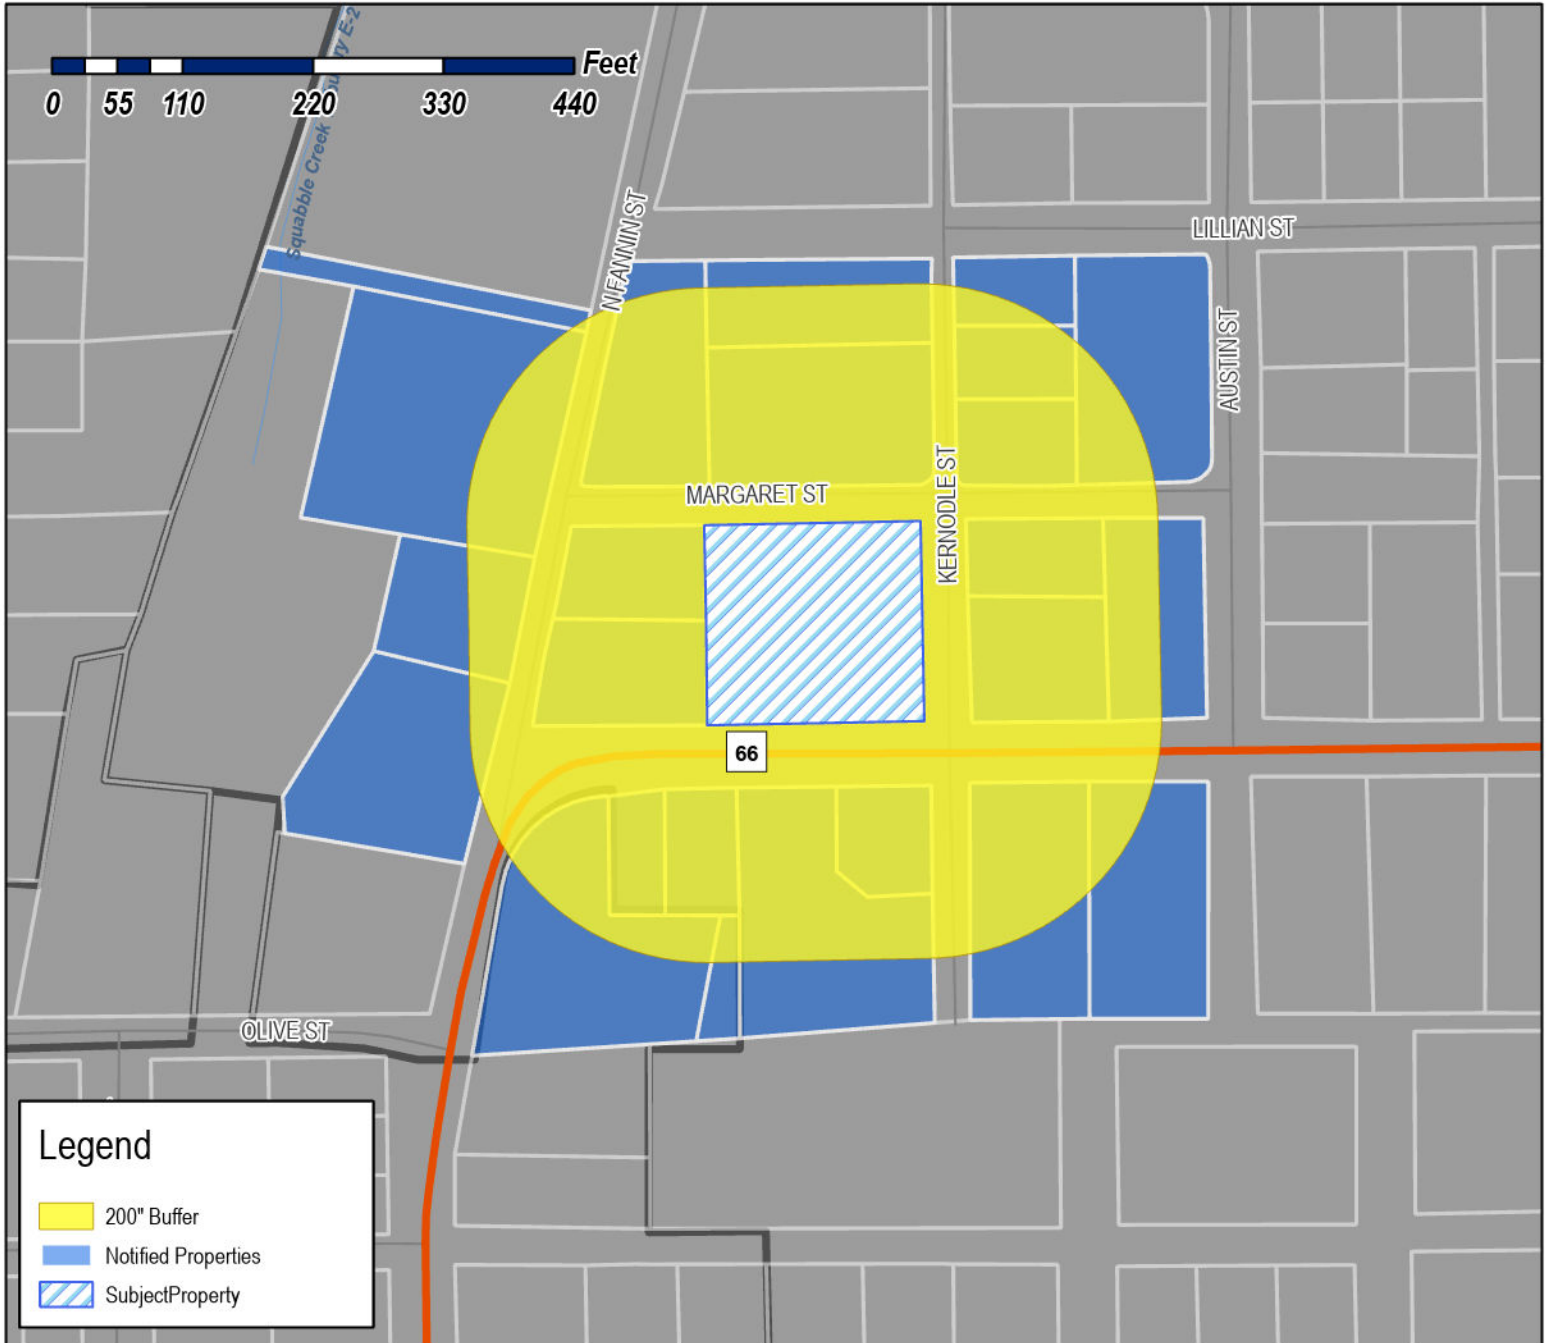 Feet
0 55 110 220 330 440
Squabble Creek
E-2
N FANNIN ST
LILLIAN ST
AUSTIN ST
MARGARET ST
KERNODLE ST
66
OLIVE ST
Legend
200" Buffer
Notified Properties
SubjectProperty